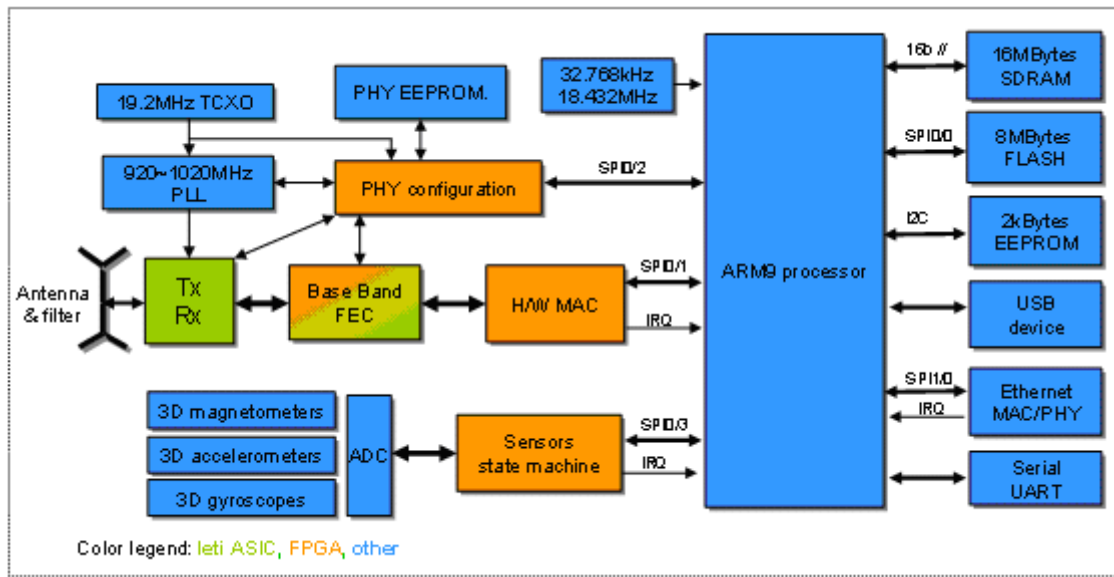 19.2MHz TCXO
PHY EEPROM.
32.768kHz
18.432MHz
16b //
16MBytes
SDRAM
920~1020MHz
PLL
PHY configuration
SPI0/2
SPI0/0
8MBytes
FLASH
I2C
2kBytes
EEPROM
ARM9 processor
Antenna
& filter
Tx
Rx
Base Band
FEC
H/W MAC
SPI0/1
IRQ
USB
device
SPI1/0
IRQ
Ethernet
MAC/PHY
3D magnetometers
3D accelerometers
3D gyroscopes
ADC
Sensors
state machine
SPI0/3
IRQ
Serial
UART
Color legend: leti ASIC, FPGA, other